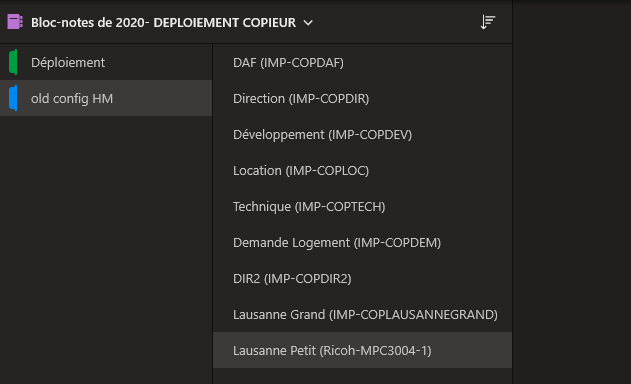 Bloc-notes de 2020- DEPLOIEMENT COPIEUR
Déploiement
old config HM
DAF (IMP-COPDAF)
Direction (IMP-COPDIR)
Développement (IMP-COPDEV)
Location (IMP-COPLOC)
Technique (IMP-COPTECH)
Demande Logement (IMP-COPDEM)
DIR2 (IMP-COPDIR2)
Lausanne Grand (IMP-COPLAUSANNEGRAND)
Lausanne Petit (Ricoh-MPC3004-1)